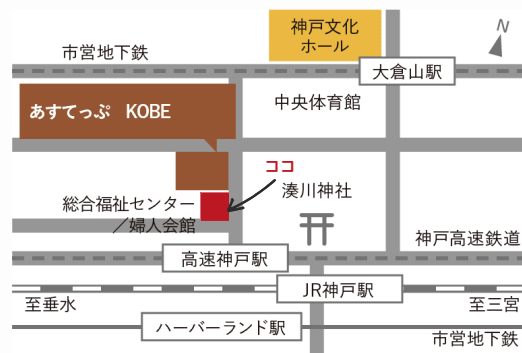 神戸文化
ホール
N
市営地下鉄
大倉山駅
あすてっぷ　KOBE
中央体育館
ココ
湊川神社
総合福祉センター
／婦人会館
神戸高速鉄道
高速神戸駅
JR神戸駅
至垂水
至三宮
ハーバーランド駅
市営地下鉄